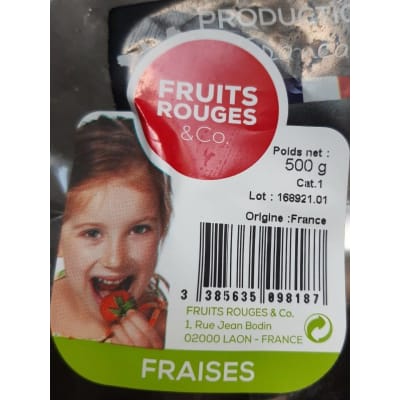 PRODUCTIO
FRUITS
ROUGES
& Co.
Poids net :
500 g
Cat.1
Lot : 168921.01
Origine :France
3 385635 098187
FRUITS ROUGES & Co.
1, Rue Jean Bodin
02000 LAON - FRANCE
FRAISES